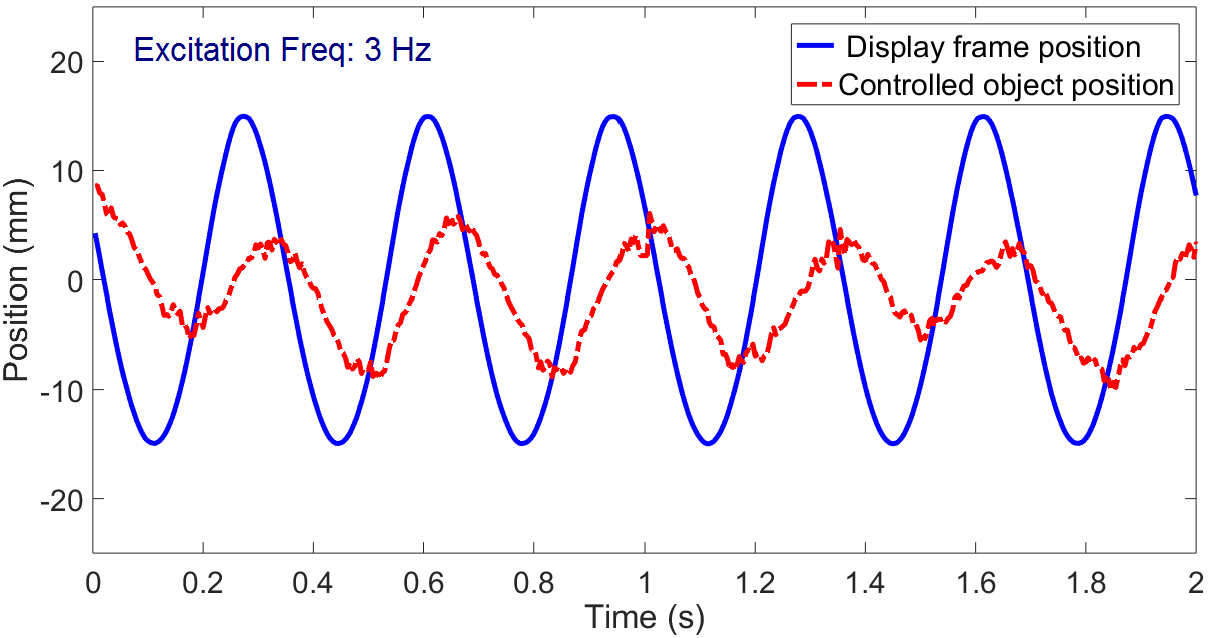 Excitation Freq: 3 Hz
Display frame position
Controlled object position
Position (mm)
20
10
0
-10
-20
0 0.2 0.4 0.6 0.8 1 1.2 1.4 1.6 1.8 2
Time (s)